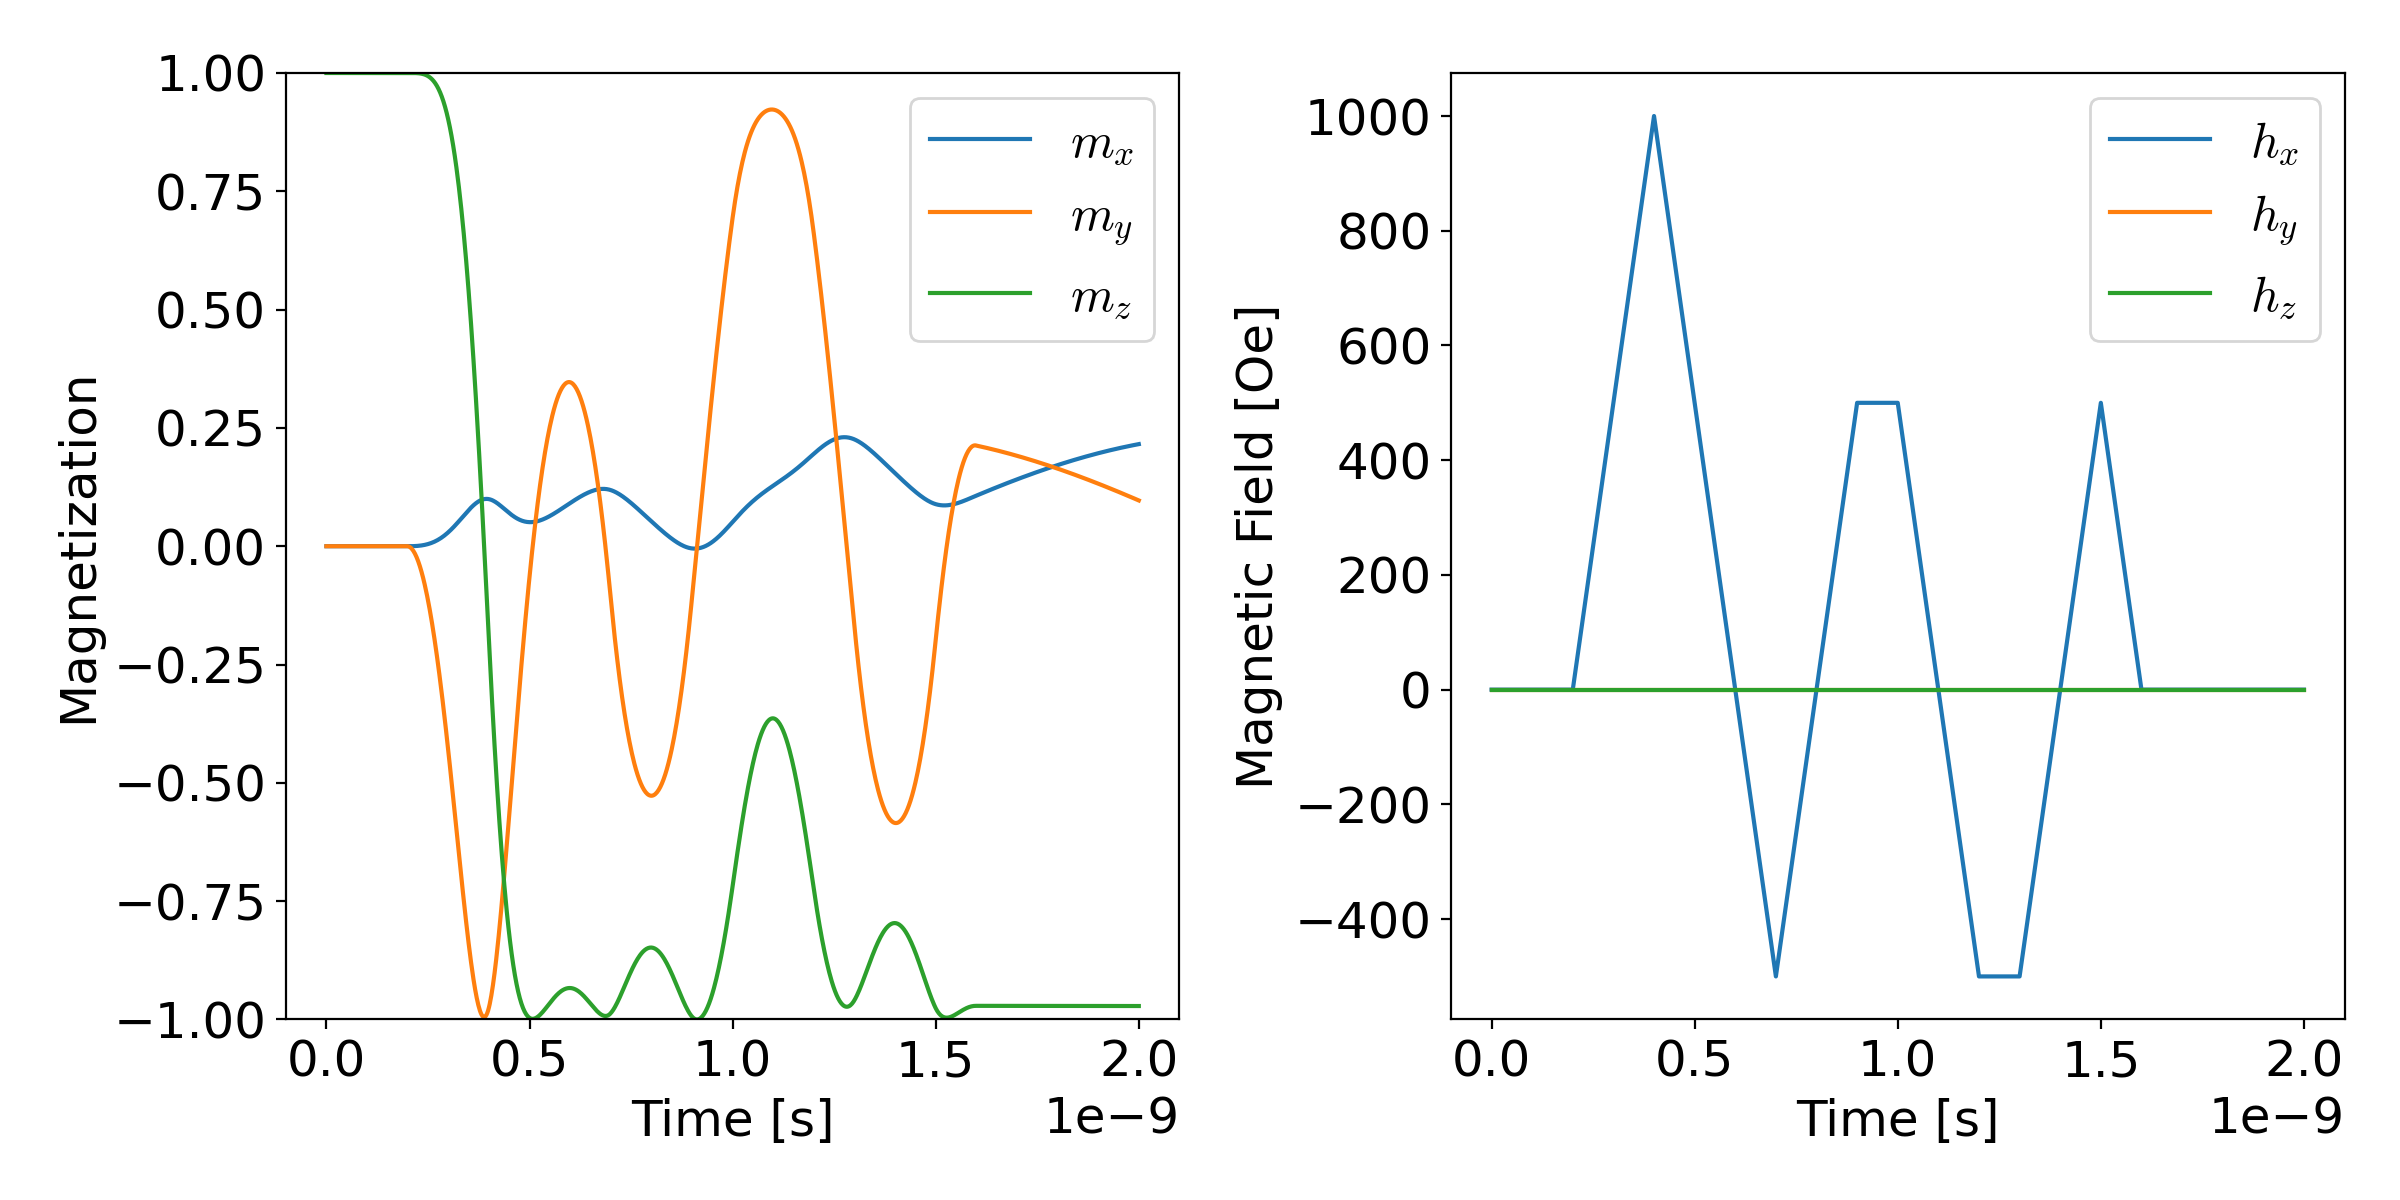 Magnetization
1.00
0.75
0.50
0.25
0.00
−0.25
−0.50
−0.75
−1.00
0.0 0.5 1.0 1.5 2.0
Time [s]
1e−9
m_x
m_y
m_z
Magnetic Field [Oe]
1000
800
600
400
200
0
−200
−400
0.0 0.5 1.0 1.5 2.0
Time [s]
1e−9
h_x
h_y
h_z